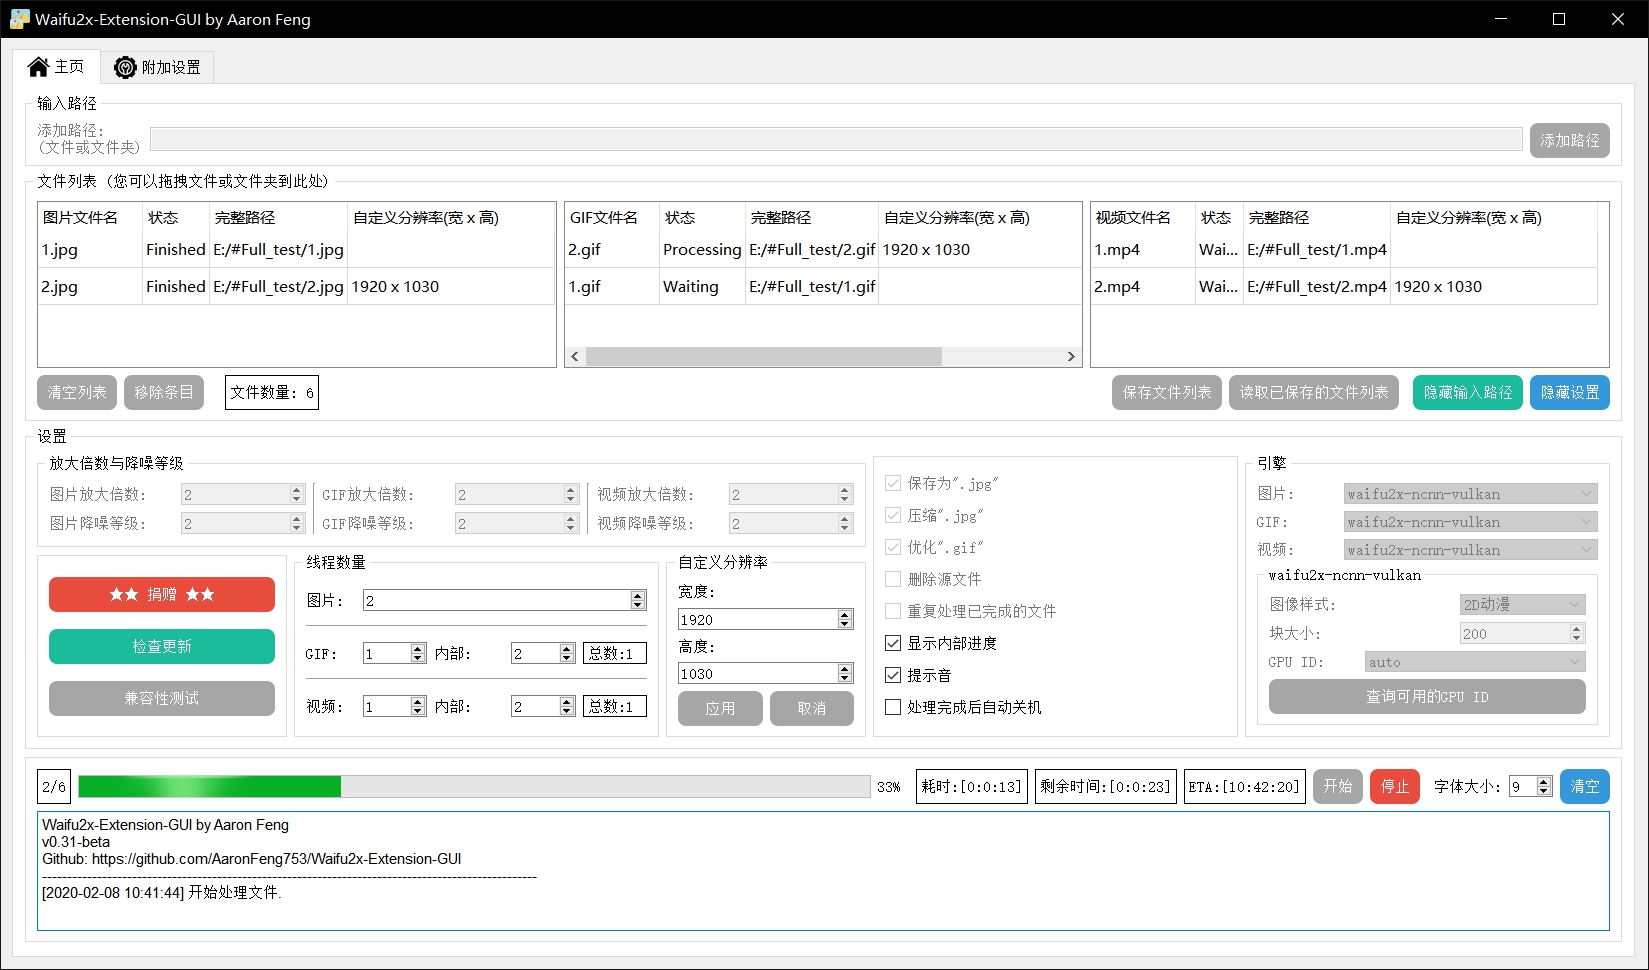 Waifu2x-Extension-GUI by Aaron Feng
主页 附加设置
输入路径
添加路径:
(文件或文件夹)
添加路径
文件列表 (您可以拖拽文件或文件夹到此处)
图片文件名 状态 完整路径 自定义分辨率(宽 x 高)
1.jpg Finished E:/#Full_test/1.jpg
2.jpg Finished E:/#Full_test/2.jpg 1920 x 1030
GIF文件名 状态 完整路径 自定义分辨率(宽 x 高)
2.gif Processing E:/#Full_test/2.gif 1920 x 1030
1.gif Waiting E:/#Full_test/1.gif
视频文件名 状态 完整路径 自定义分辨率(宽 x 高)
1.mp4 Wai... E:/#Full_test/1.mp4
2.mp4 Wai... E:/#Full_test/2.mp4 1920 x 1030
清空列表 移除条目 文件数量: 6 保存文件列表 读取已保存的文件列表 隐藏输入路径 隐藏设置
设置
放大倍数与降噪等级
图片放大倍数: 2 GIF放大倍数: 2 视频放大倍数: 2
图片降噪等级: 2 GIF降噪等级: 2 视频降噪等级: 2
★★ 捐赠 ★★
检查更新
兼容性测试
线程数量
图片: 2
GIF: 1 内部: 2 总数:1
视频: 1 内部: 2 总数:1
自定义分辨率
宽度:
1920
高度:
1030
应用 取消
保存为".jpg"
压缩".jpg"
优化".gif"
删除源文件
重复处理已完成的文件
显示内部进度
提示音
处理完成后自动关机
引擎
图片: waifu2x-ncnn-vulkan
GIF: waifu2x-ncnn-vulkan
视频: waifu2x-ncnn-vulkan
waifu2x-ncnn-vulkan
图像样式: 2D动漫
块大小: 200
GPU ID: auto
查询可用的GPU ID
2/6 33% 耗时:[0:0:13] 剩余时间:[0:0:23] ETA:[10:42:20] 开始 停止 字体大小: 9 清空
Waifu2x-Extension-GUI by Aaron Feng
v0.31-beta
Github: https://github.com/AaronFeng753/Waifu2x-Extension-GUI
---------------------------------------------------------------------------------------------------
[2020-02-08 10:41:44] 开始处理文件.